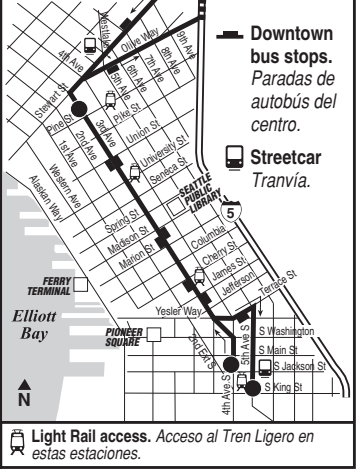 Westlake
Olive Way
9th Ave
8th Ave
7th Ave
6th Ave
5th Ave
4th Ave
Stewart St
Pine St
Pike St
3rd Ave
2nd Ave
1st Ave
Union St
University St
Seneca St
Western Ave
Alaskan Way
SEATTLE
PUBLIC
LIBRARY
5
Spring St
Madison St
Marion St
Columbia
Cherry St
James St
Jefferson
Terrace St
FERRY
TERMINAL
Yesler Way
Elliott
Bay
PIONEER
SQUARE
2nd Ext S
4th Ave S
5th Ave S
S Washington
S Main St
S Jackson St
S King St
N
Downtown
bus stops.
Paradas de
autobús del
centro.
Streetcar
Tranvía.
Light Rail access. Acceso al Tren Ligero en
estas estaciones.